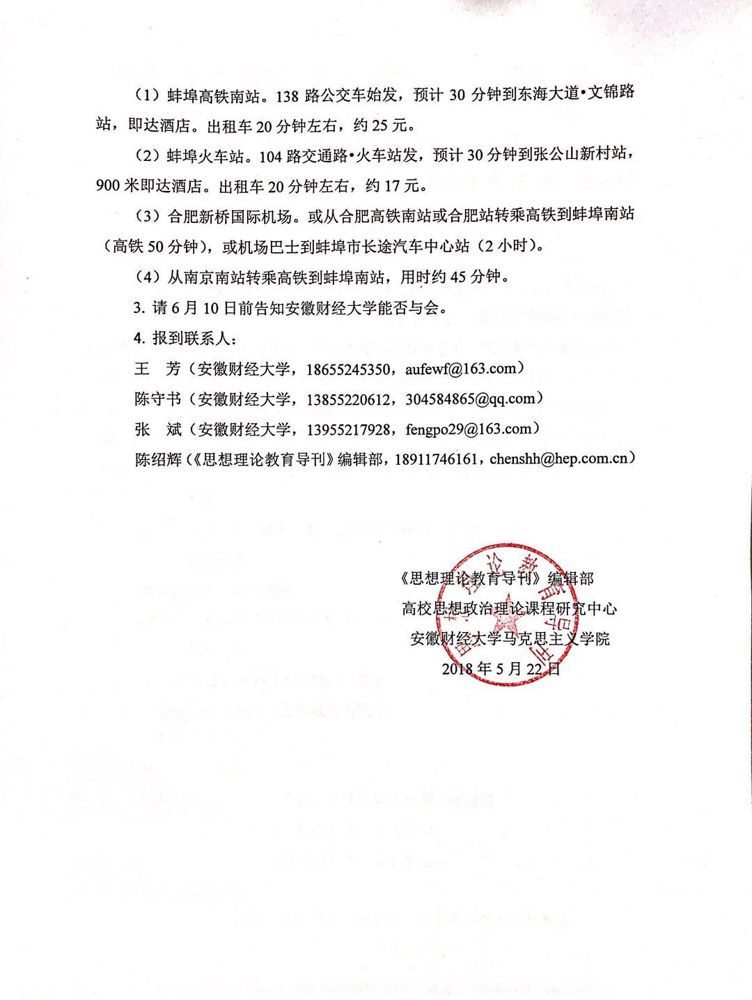 （1）蚌埠高铁南站。138 路公交车始发，预计 30 分钟到东海大道•文锦路
站，即达酒店。出租车 20 分钟左右，约 25 元。
（2）蚌埠火车站。104 路交通路•火车站发，预计 30 分钟到张公山新村站，
900 米即达酒店。出租车 20 分钟左右，约 17 元。
（3）合肥新桥国际机场。或从合肥高铁南站或合肥站转乘高铁到蚌埠南站
（高铁 50 分钟），或机场巴士到蚌埠市长途汽车中心站（2 小时）。
（4）从南京南站转乘高铁到蚌埠南站，用时约 45 分钟。
3. 请 6 月 10 日前告知安徽财经大学能否与会。
4. 报到联系人：
王　芳（安徽财经大学，18655245350，aufewf@163.com）
陈守书（安徽财经大学，13855220612，304584865@qq.com）
张　斌（安徽财经大学，13955217928，fengpo29@163.com）
陈绍辉（《思想理论教育导刊》编辑部，18911746161，chenshh@hep.com.cn）
《思想理论教育导刊》编辑部
高校思想政治理论课程研究中心
安徽财经大学马克思主义学院
2018 年 5 月 22 日
思想理论教育导刊